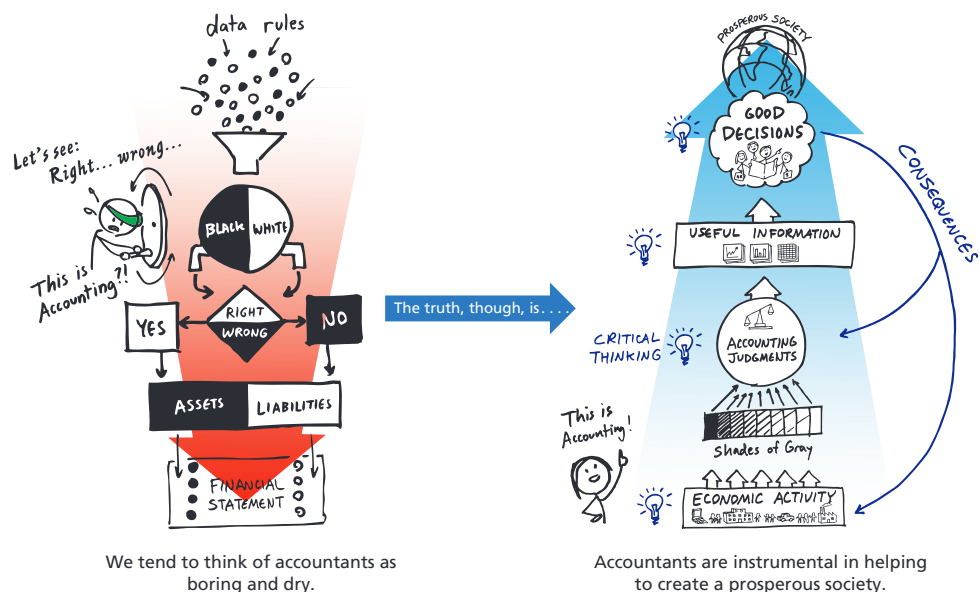 data rules
Let's see:
Right... wrong...
This is
Accounting?!
BLACK WHITE
RIGHT
WRONG
YES
NO
ASSETS LIABILITIES
FINANCIAL
STATEMENT
We tend to think of accountants as
boring and dry.
The truth, though, is. . . .
PROSPEROUS SOCIETY
GOOD
DECISIONS
CONSEQUENCES
USEFUL INFORMATION
CRITICAL
THINKING
ACCOUNTING
JUDGMENTS
Shades of Gray
This is
Accounting!
ECONOMIC ACTIVITY
Accountants are instrumental in helping
to create a prosperous society.